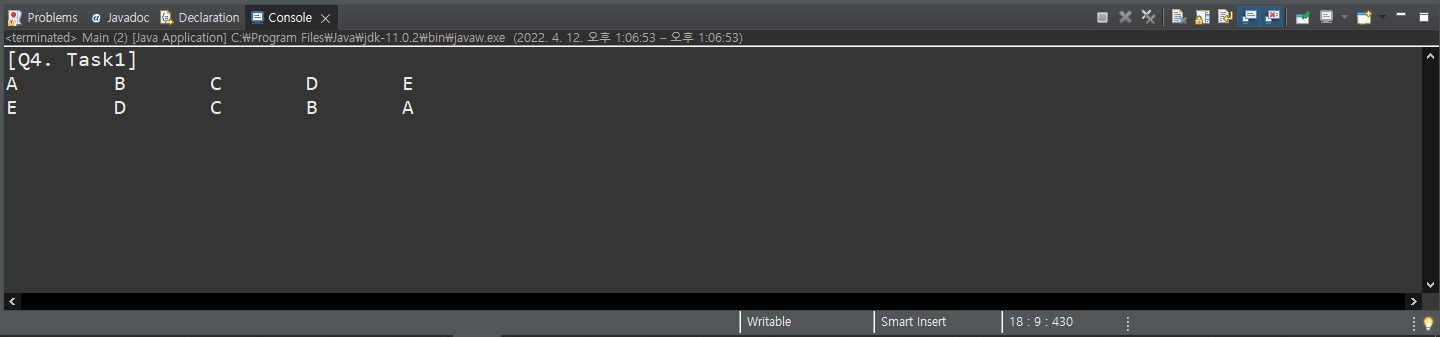 Problems Javadoc Declaration Console
<terminated> Main (2) [Java Application] C:₩Program Files₩Java₩jdk-11.0.2₩bin₩javaw.exe (2022. 4. 12. 오후 1:06:53 – 오후 1:06:53)
[Q4. Task1]
A B C D E
E D C B A
Writable Smart Insert 18 : 9 : 430